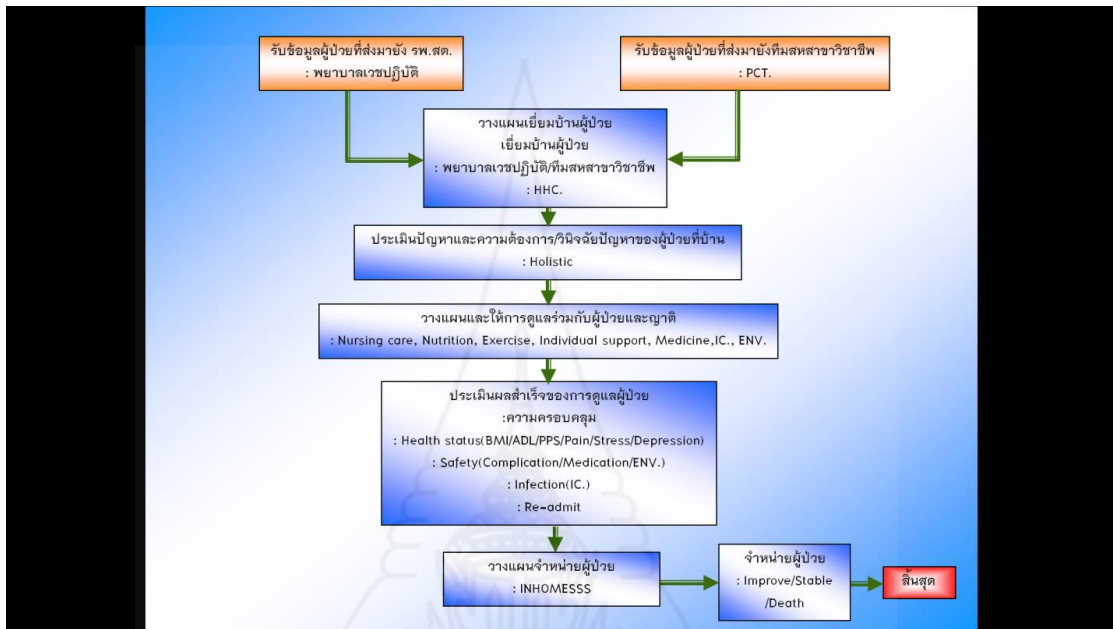 รับข้อมูลผู้ป่วยที่ส่งมายัง รพ.สต.
: พยาบาลเวชปฏิบัติ
รับข้อมูลผู้ป่วยที่ส่งมายังทีมสหสาขาวิชาชีพ
: PCT.
วางแผนเยี่ยมบ้านผู้ป่วย
เยี่ยมบ้านผู้ป่วย
: พยาบาลเวชปฏิบัติ/ทีมสหสาขาวิชาชีพ
: HHC.
ประเมินปัญหาและความต้องการ/วินิจฉัยปัญหาของผู้ป่วยที่บ้าน
: Holistic
วางแผนและให้การดูแลร่วมกับผู้ป่วยและญาติ
: Nursing care, Nutrition, Exercise, Individual support, Medicine,IC., ENV.
ประเมินผลสำเร็จของการดูแลผู้ป่วย
:ความครอบคลุม
: Health status(BMI/ADL/PPS/Pain/Stress/Depression)
: Safety(Complication/Medication/ENV.)
: Infection(IC.)
: Re-admit
วางแผนจำหน่ายผู้ป่วย
: INHOMESSS
จำหน่ายผู้ป่วย
: Improve/Stable
/Death
สิ้นสุด